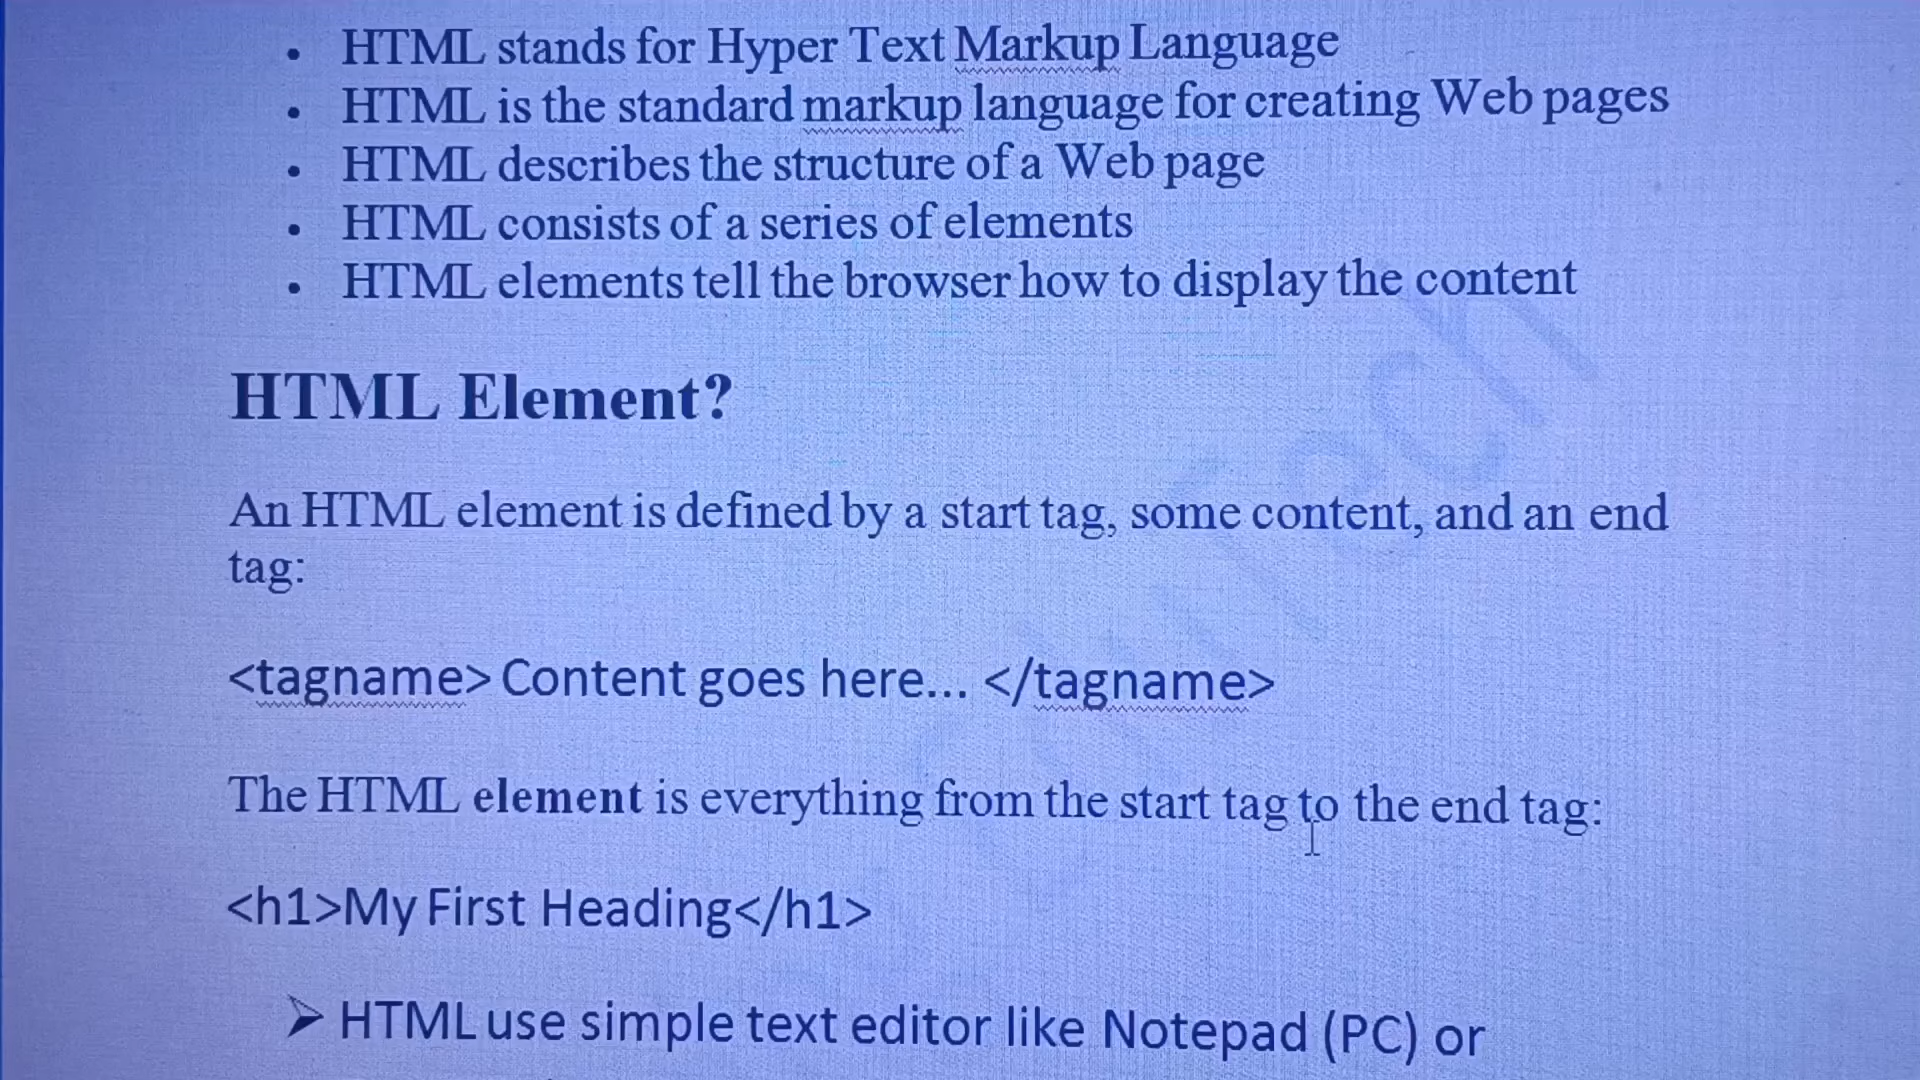 • HTML stands for Hyper Text Markup Language
• HTML is the standard markup language for creating Web pages
• HTML describes the structure of a Web page
• HTML consists of a series of elements
• HTML elements tell the browser how to display the content
HTML Element?
An HTML element is defined by a start tag, some content, and an end
tag:
<tagname> Content goes here... </tagname>
The HTML element is everything from the start tag to the end tag:
<h1>My First Heading</h1>
➢ HTML use simple text editor like Notepad (PC) or